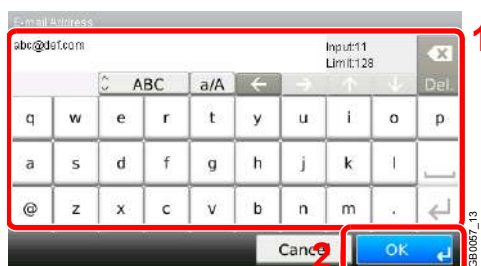 E-mail Address
1
abc@def.com
Input:11
Limit:128
ABC a/A ← → ↑ ↓ Del.
q w e r t y u i o p
a s d f g h j k l
@ z x c v b n m .
Cancel 2 OK
GB0057_13